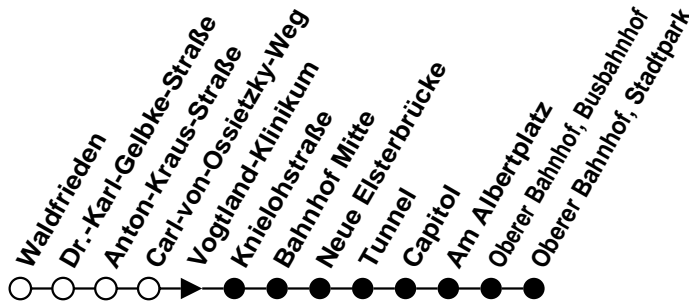 Waldfrieden
Dr.-Karl-Gelbke-Straße
Anton-Kraus-Straße
Carl-von-Ossietzky-Weg
Vogtland-Klinikum
Knielohstraße
Bahnhof Mitte
Neue Elsterbrücke
Tunnel
Capitol
Am Albertplatz
Oberer Bahnhof, Busbahnhof
Oberer Bahnhof, Stadtpark